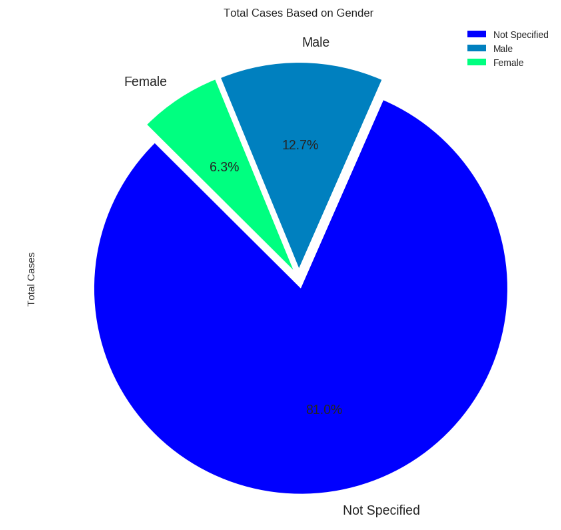 Total Cases Based on Gender
Not Specified
Male
Female
Male
Female
12.7%
6.3%
Total Cases
Not Specified